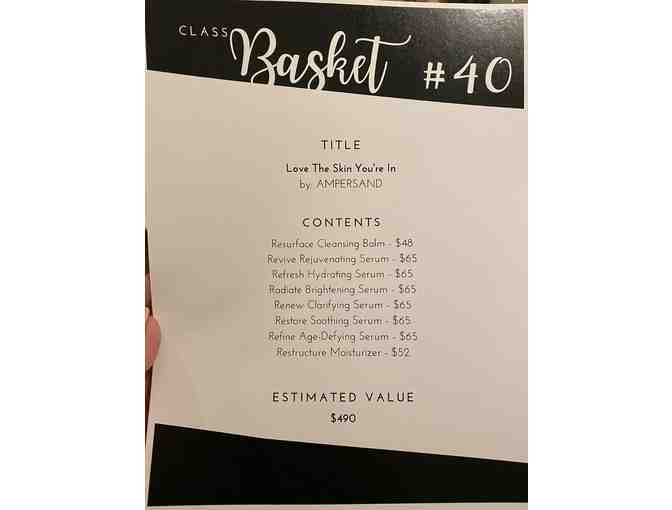 CLASS
Basket #40
TITLE
Love The Skin You're In
by: AMPERSAND
CONTENTS
Resurface Cleansing Balm - $48
Revive Rejuvenating Serum - $65
Refresh Hydrating Serum - $65
Radiate Brightening Serum - $65
Renew Clarifying Serum - $65
Restore Soothing Serum - $65
Refine Age-Defying Serum - $65
Restructure Moisturizer - $52
ESTIMATED VALUE
$490